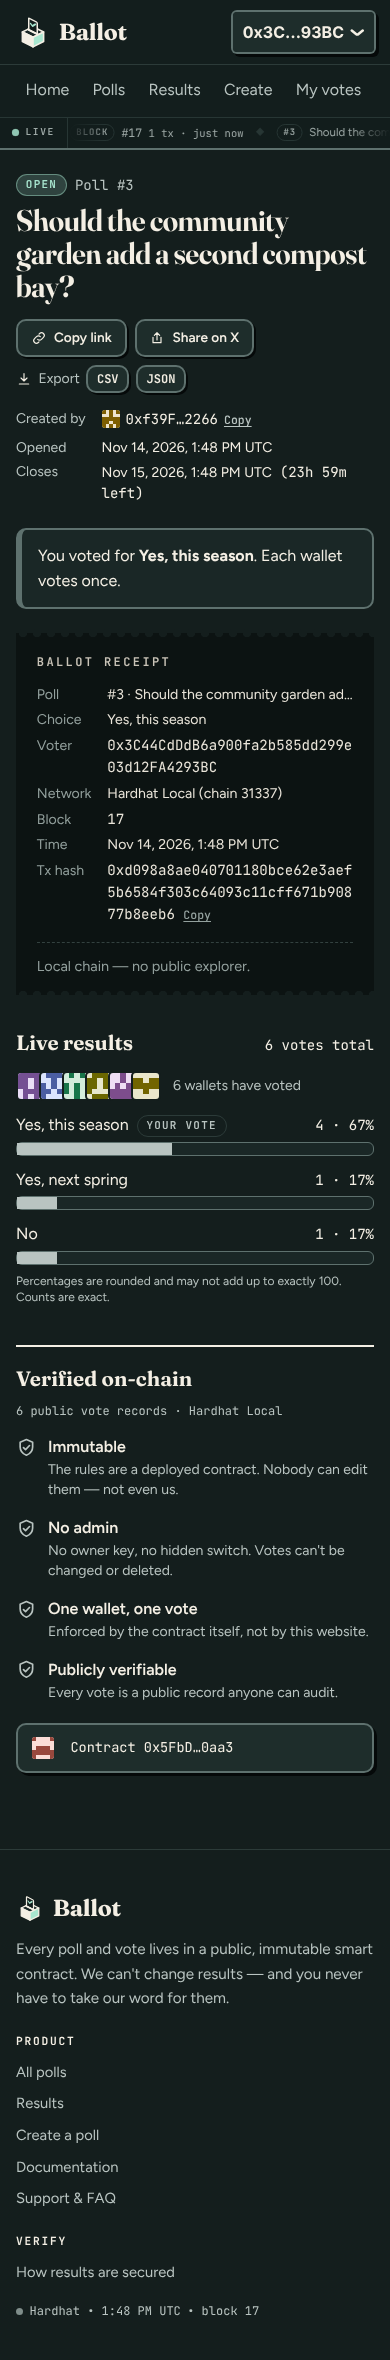 Ballot
0x3C...93BC
Home Polls Results Create My votes
LIVE BLOCK #17 1 tx · just now #3 Should the com
OPEN Poll #3
Should the community
garden add a second compost
bay?
Copy link Share on X
Export CSV JSON
Created by 0xf39F…2266 Copy
Opened Nov 14, 2026, 1:48 PM UTC
Closes Nov 15, 2026, 1:48 PM UTC (23h 59m
left)
You voted for Yes, this season. Each wallet
votes once.
BALLOT RECEIPT
Poll #3 · Should the community garden ad…
Choice Yes, this season
Voter 0x3C44CdDdB6a900fa2b585dd299e
03d12FA4293BC
Network Hardhat Local (chain 31337)
Block 17
Time Nov 14, 2026, 1:48 PM UTC
Tx hash 0xd098a8ae040701180bce62e3aef
5b6584f303c64093c11cff671b908
77b8eeb6 Copy
Local chain — no public explorer.
Live results 6 votes total
6 wallets have voted
Yes, this season YOUR VOTE 4 · 67%
Yes, next spring 1 · 17%
No 1 · 17%
Percentages are rounded and may not add up to exactly 100.
Counts are exact.
Verified on-chain
6 public vote records · Hardhat Local
Immutable
The rules are a deployed contract. Nobody can edit
them — not even us.
No admin
No owner key, no hidden switch. Votes can't be
changed or deleted.
One wallet, one vote
Enforced by the contract itself, not by this website.
Publicly verifiable
Every vote is a public record anyone can audit.
Contract 0x5FbD…0aa3
Ballot
Every poll and vote lives in a public, immutable smart
contract. We can't change results — and you never
have to take our word for them.
PRODUCT
All polls
Results
Create a poll
Documentation
Support & FAQ
VERIFY
How results are secured
Hardhat • 1:48 PM UTC • block 17